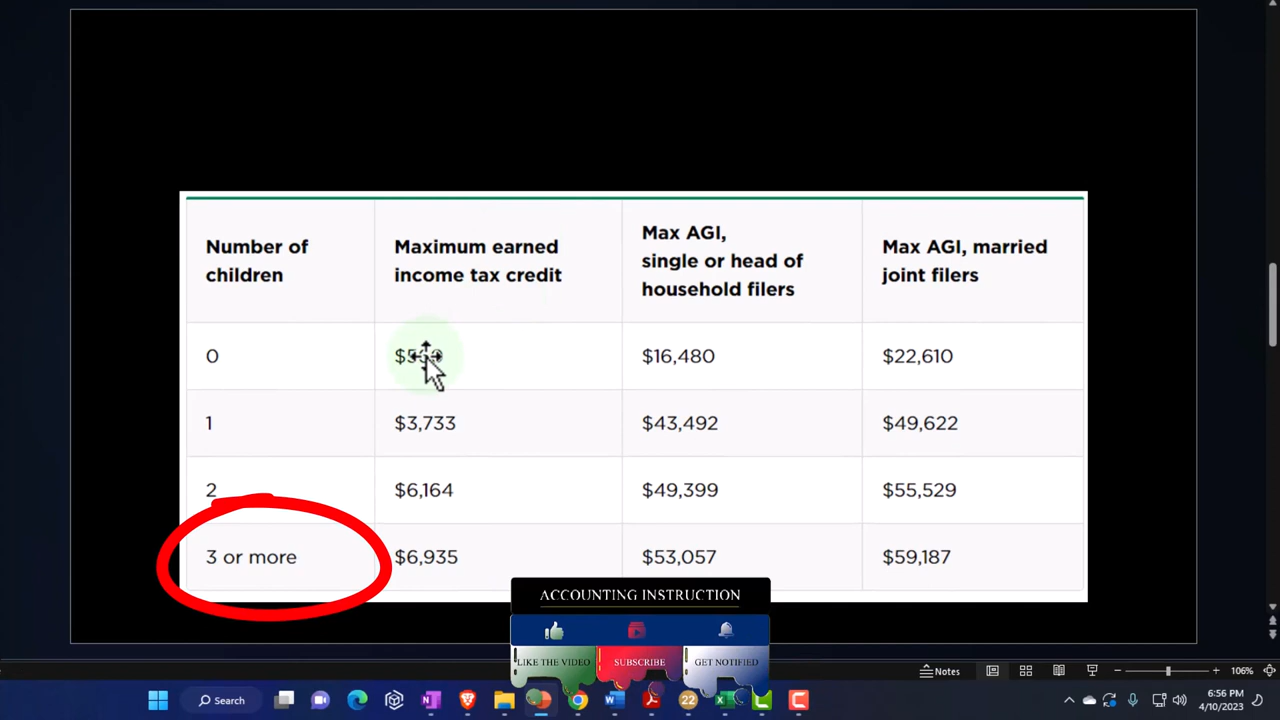 Number of children
Maximum earned income tax credit
Max AGI, single or head of household filers
Max AGI, married joint filers
0
$16,480
$22,610
1
$3,733
$43,492
$49,622
2
$6,164
$49,399
$55,529
3 or more
$6,935
$53,057
$59,187
ACCOUNTING INSTRUCTION
LIKE THE VIDEO
SUBSCRIBE
GET NOTIFIED
Notes
106%
Search
22
6:56 PM
4/10/2023